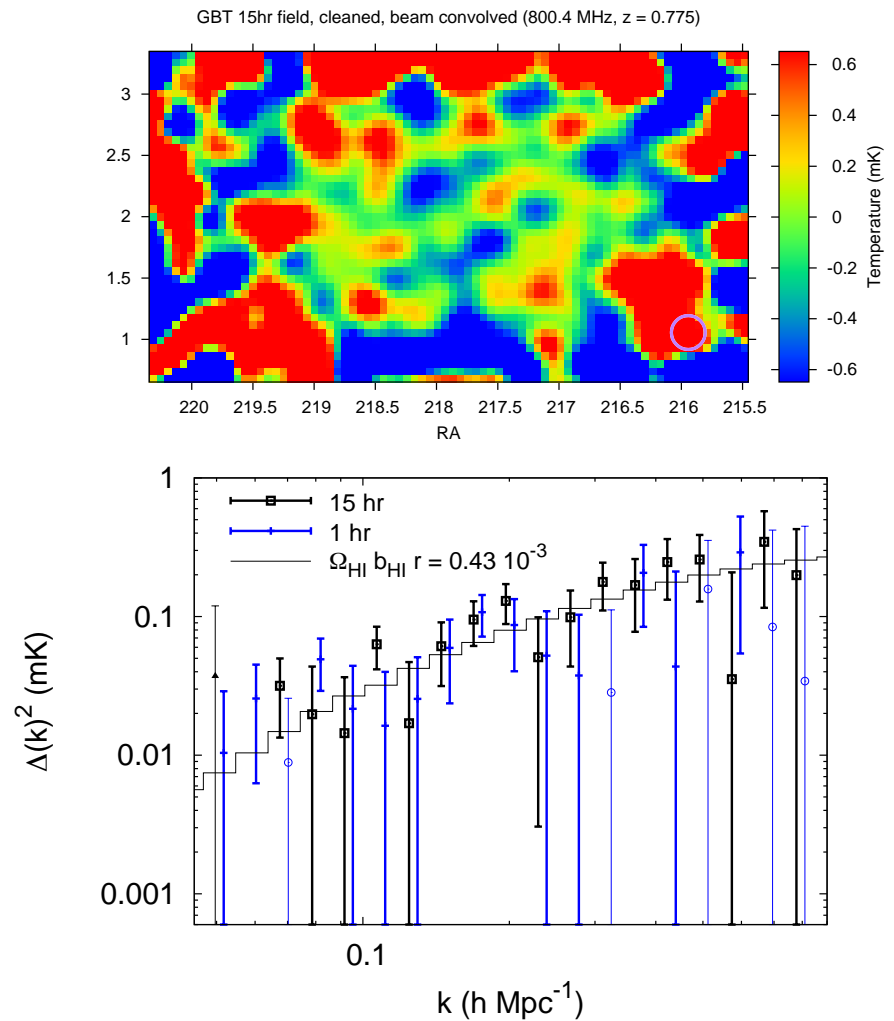 GBT 15hr field, cleaned, beam convolved (800.4 MHz, z = 0.775)
3
2.5
2
1.5
1
220 219.5 219 218.5 218 217.5 217 216.5 216 215.5
RA
0.6
0.4
0.2
0
-0.2
-0.4
-0.6
Temperature (mK)
1
0.1
0.01
0.001
Δ(k)² (mK)
15 hr
1 hr
Ω_HI b_HI r = 0.43 10⁻³
0.1
k (h Mpc⁻¹)